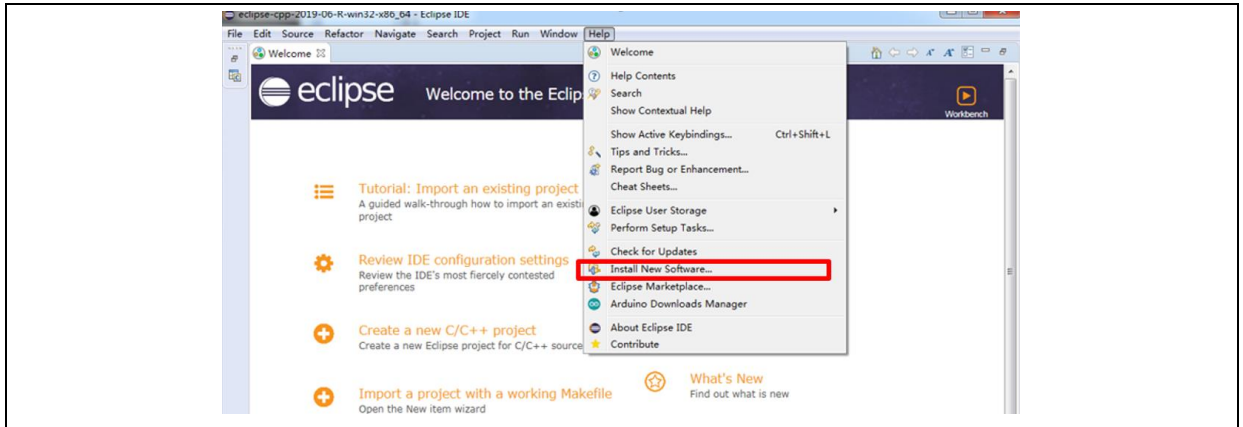 eclipse-cpp-2019-06-R-win32-x86_64 - Eclipse IDE
File Edit Source Refactor Navigate Search Project Run Window Help
Welcome
eclipse Welcome to the Eclip
Workbench
Welcome
Help Contents
Search
Show Contextual Help
Show Active Keybindings... Ctrl+Shift+L
Tips and Tricks...
Report Bug or Enhancement...
Cheat Sheets...
Eclipse User Storage
Perform Setup Tasks...
Check for Updates
Install New Software...
Eclipse Marketplace...
Arduino Downloads Manager
About Eclipse IDE
Contribute
Tutorial: Import an existing project
A guided walk-through how to import an existi
project
Review IDE configuration settings
Review the IDE's most fiercely contested
preferences
Create a new C/C++ project
Create a new Eclipse project for C/C++ source
Import a project with a working Makefile
Open the New item wizard
What's New
Find out what is new